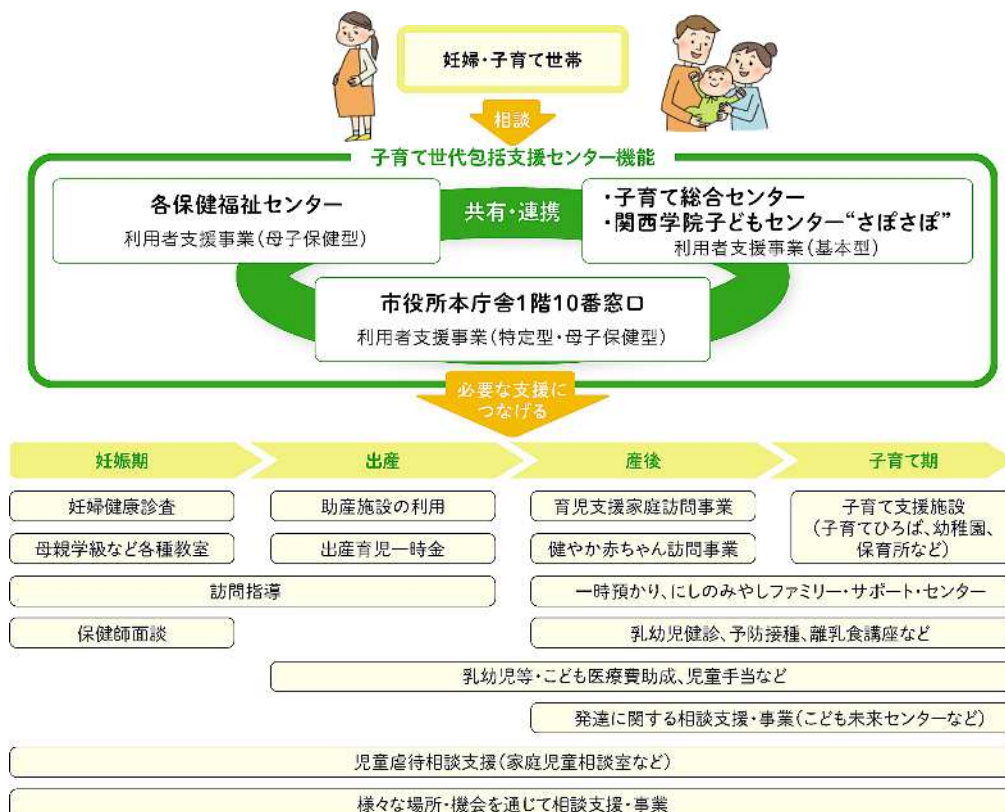 妊婦・子育て世帯
相談
子育て世代包括支援センター機能
各保健福祉センター
利用者支援事業(母子保健型)
共有・連携
・子育て総合センター
・関西学院子どもセンター“さぽさぽ”
利用者支援事業(基本型)
市役所本庁舎1階10番窓口
利用者支援事業(特定型・母子保健型)
必要な支援に
つなげる
妊娠期
出産
産後
子育て期
妊婦健康診査
助産施設の利用
育児支援家庭訪問事業
子育て支援施設
(子育てひろば、幼稚園、
保育所など)
母親学級など各種教室
出産育児一時金
健やか赤ちゃん訪問事業
訪問指導
一時預かり、にしのみやしファミリー・サポート・センター
保健師面談
乳幼児健診、予防接種、離乳食講座など
乳幼児等・こども医療費助成、児童手当など
発達に関する相談支援・事業(こども未来センターなど)
児童虐待相談支援(家庭児童相談室など)
様々な場所・機会を通じて相談支援・事業